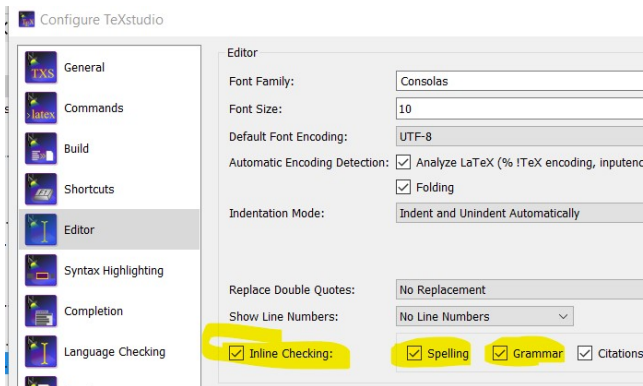 Configure TeXstudio
TXS General
>latex Commands
Build
Shortcuts
Editor
Syntax Highlighting
Completion
Language Checking
Editor
Font Family: Consolas
Font Size: 10
Default Font Encoding: UTF-8
Automatic Encoding Detection: Analyze LaTeX (% !TeX encoding, inputenc
Folding
Indentation Mode: Indent and Unindent Automatically
Replace Double Quotes: No Replacement
Show Line Numbers: No Line Numbers
Inline Checking: Spelling Grammar Citations